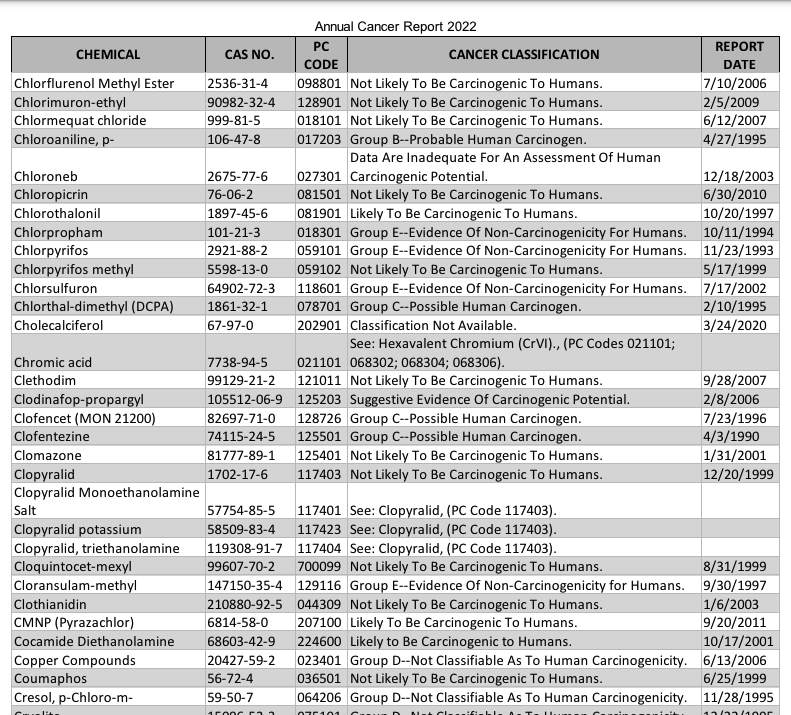 Annual Cancer Report 2022
CHEMICAL CAS NO. PC CODE CANCER CLASSIFICATION REPORT DATE
Chlorflurenol Methyl Ester 2536-31-4 098801 Not Likely To Be Carcinogenic To Humans. 7/10/2006
Chlorimuron-ethyl 90982-32-4 128901 Not Likely To Be Carcinogenic To Humans. 2/5/2009
Chlormequat chloride 999-81-5 018101 Not Likely To Be Carcinogenic To Humans. 6/12/2007
Chloroaniline, p- 106-47-8 017203 Group B--Probable Human Carcinogen. 4/27/1995
Data Are Inadequate For An Assessment Of Human
Chloroneb 2675-77-6 027301 Carcinogenic Potential. 12/18/2003
Chloropicrin 76-06-2 081501 Not Likely To Be Carcinogenic To Humans. 6/30/2010
Chlorothalonil 1897-45-6 081901 Likely To Be Carcinogenic To Humans. 10/20/1997
Chlorpropham 101-21-3 018301 Group E--Evidence Of Non-Carcinogenicity For Humans. 10/11/1994
Chlorpyrifos 2921-88-2 059101 Group E--Evidence Of Non-Carcinogenicity For Humans. 11/23/1993
Chlorpyrifos methyl 5598-13-0 059102 Not Likely To Be Carcinogenic To Humans. 5/17/1999
Chlorsulfuron 64902-72-3 118601 Group E--Evidence Of Non-Carcinogenicity For Humans. 7/17/2002
Chlorthal-dimethyl (DCPA) 1861-32-1 078701 Group C--Possible Human Carcinogen. 2/10/1995
Cholecalciferol 67-97-0 202901 Classification Not Available. 3/24/2020
See: Hexavalent Chromium (CrVI)., (PC Codes 021101;
Chromic acid 7738-94-5 021101 068302; 068304; 068306).
Clethodim 99129-21-2 121011 Not Likely To Be Carcinogenic To Humans. 9/28/2007
Clodinafop-propargyl 105512-06-9 125203 Suggestive Evidence Of Carcinogenic Potential. 2/8/2006
Clofencet (MON 21200) 82697-71-0 128726 Group C--Possible Human Carcinogen. 7/23/1996
Clofentezine 74115-24-5 125501 Group C--Possible Human Carcinogen. 4/3/1990
Clomazone 81777-89-1 125401 Not Likely To Be Carcinogenic To Humans. 1/31/2001
Clopyralid 1702-17-6 117403 Not Likely To Be Carcinogenic To Humans. 12/20/1999
Clopyralid Monoethanolamine
Salt 57754-85-5 117401 See: Clopyralid, (PC Code 117403).
Clopyralid potassium 58509-83-4 117423 See: Clopyralid, (PC Code 117403).
Clopyralid, triethanolamine 119308-91-7 117404 See: Clopyralid, (PC Code 117403).
Cloquintocet-mexyl 99607-70-2 700099 Not Likely To Be Carcinogenic To Humans. 8/31/1999
Cloransulam-methyl 147150-35-4 129116 Group E--Evidence Of Non-Carcinogenicity for Humans. 9/30/1997
Clothianidin 210880-92-5 044309 Not Likely To Be Carcinogenic To Humans. 1/6/2003
CMNP (Pyrazachlor) 6814-58-0 207100 Likely To Be Carcinogenic To Humans. 9/20/2011
Cocamide Diethanolamine 68603-42-9 224600 Likely to Be Carcinogenic to Humans. 10/17/2001
Copper Compounds 20427-59-2 023401 Group D--Not Classifiable As To Human Carcinogenicity. 6/13/2006
Coumaphos 56-72-4 036501 Not Likely To Be Carcinogenic To Humans. 6/25/1999
Cresol, p-Chloro-m- 59-50-7 064206 Group D--Not Classifiable As To Human Carcinogenicity. 11/28/1995